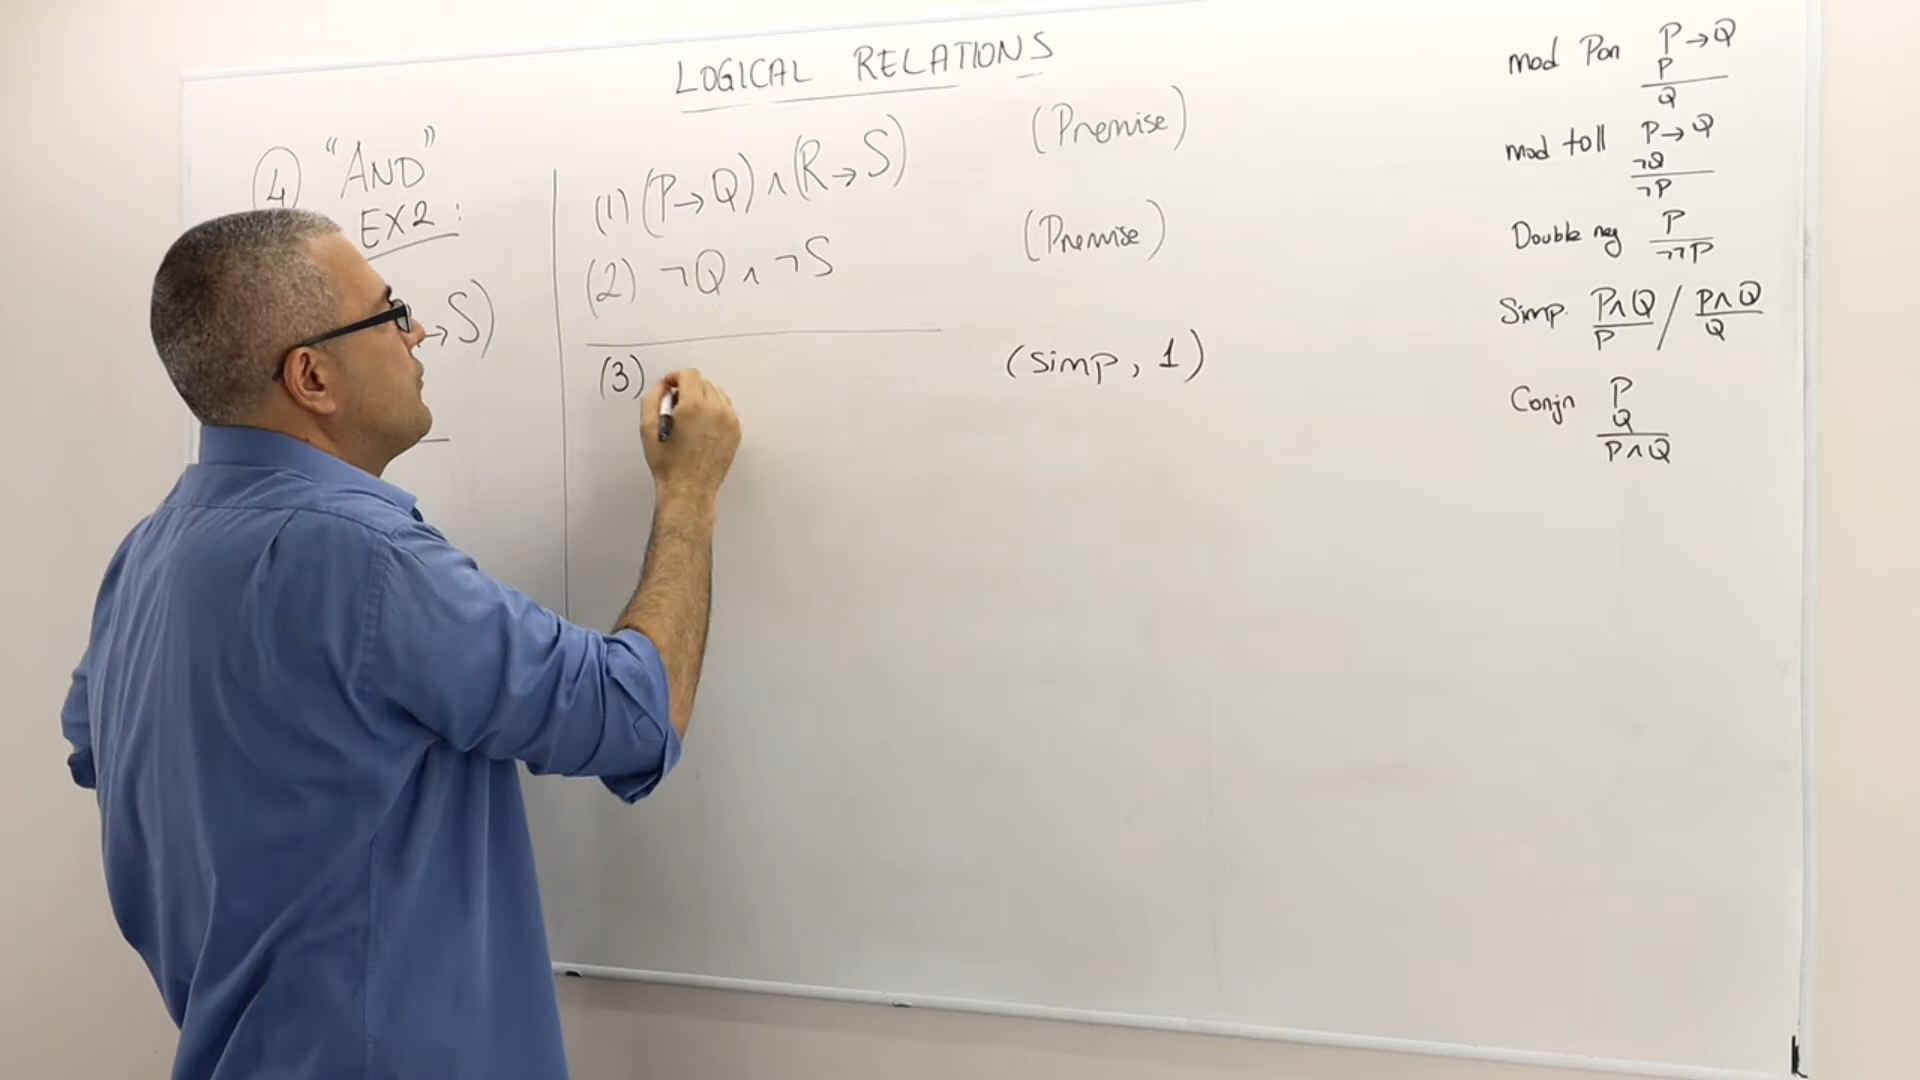 LOGICAL RELATIONS
④ "AND"
EX2:
→S)
(1) (P→Q) ∧ (R→S) (Premise)
(2) ¬Q ∧ ¬S (Premise)
(3) (simp, 1)
mod Pon P→Q
P
Q
mod toll P→Q
¬Q
¬P
Double neg P
¬¬P
Simp. P∧Q / P∧Q
P Q
Conjn P
Q
P∧Q